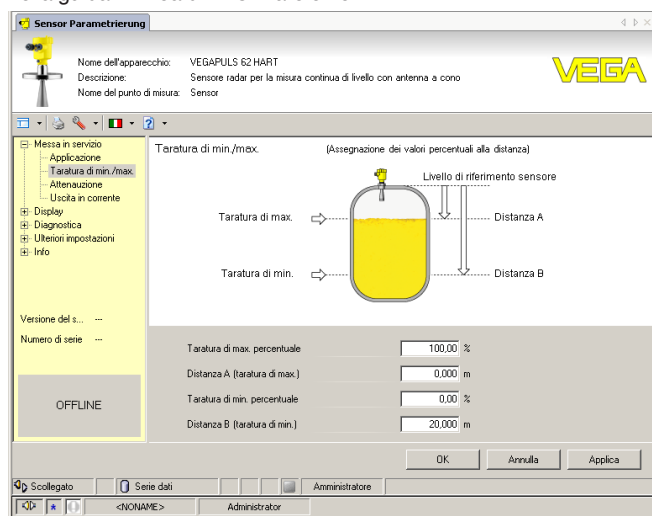 Sensor Parametrierung
Nome dell'apparecchio: VEGAPULS 62 HART
Descrizione: Sensore radar per la misura continua di livello con antenna a cono
Nome del punto di misura: Sensor
VEGA
Messa in servizio
Applicazione
Taratura di min./max.
Attenuazione
Uscita in corrente
Display
Diagnostica
Ulteriori impostazioni
Info
Versione del s... ---
Numero di serie ---
OFFLINE
Taratura di min./max. (Assegnazione dei valori percentuali alla distanza)
Livello di riferimento sensore
Taratura di max. Distanza A
Taratura di min. Distanza B
Taratura di max. percentuale 100,00 %
Distanza A (taratura di max.) 0,000 m
Taratura di min. percentuale 0,00 %
Distanza B (taratura di min.) 20,000 m
OK Annulla Applica
Scollegato Serie dati Amministratore
<NONAME> Administrator